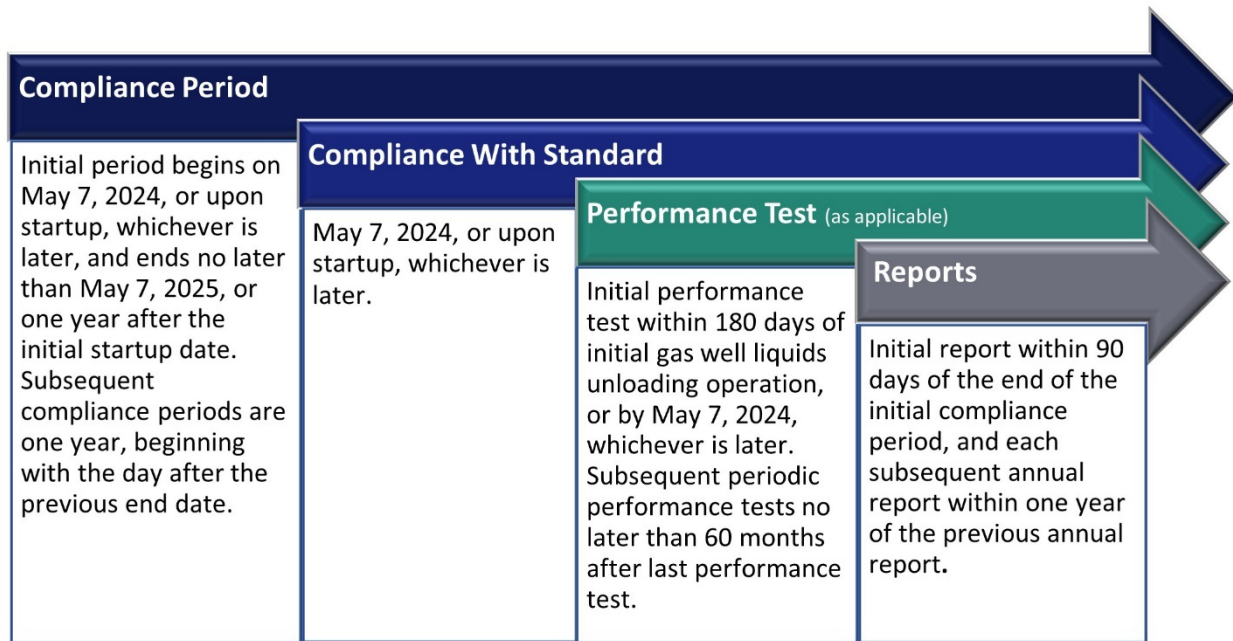 Compliance Period
Initial period begins on
May 7, 2024, or upon
startup, whichever is
later, and ends no later
than May 7, 2025, or
one year after the
initial startup date.
Subsequent
compliance periods are
one year, beginning
with the day after the
previous end date.
Compliance With Standard
May 7, 2024, or upon
startup, whichever is
later.
Performance Test (as applicable)
Initial performance
test within 180 days of
initial gas well liquids
unloading operation,
or by May 7, 2024,
whichever is later.
Subsequent periodic
performance tests no
later than 60 months
after last performance
test.
Reports
Initial report within 90
days of the end of the
initial compliance
period, and each
subsequent annual
report within one year
of the previous annual
report.